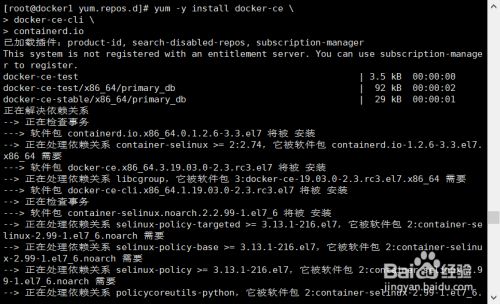 [root@docker1 yum.repos.d]# yum -y install docker-ce \
> docker-ce-cli \
> containerd.io
已加载插件：product-id, search-disabled-repos, subscription-manager
This system is not registered with an entitlement server. You can use subscription-manage
r to register.
docker-ce-test | 3.5 kB 00:00:00
docker-ce-test/x86_64/primary_db | 92 kB 00:00:02
docker-ce-stable/x86_64/primary_db | 29 kB 00:00:01
正在解决依赖关系
--> 正在检查事务
---> 软件包 containerd.io.x86_64.0.1.2.6-3.3.el7 将被 安装
--> 正在处理依赖关系 container-selinux >= 2:2.74，它被软件包 containerd.io-1.2.6-3.3.el7.
x86_64 需要
---> 软件包 docker-ce.x86_64.3.19.03.0-2.3.rc3.el7 将被 安装
--> 正在处理依赖关系 libcgroup，它被软件包 3:docker-ce-19.03.0-2.3.rc3.el7.x86_64 需要
---> 软件包 docker-ce-cli.x86_64.1.19.03.0-2.3.rc3.el7 将被 安装
--> 正在检查事务
---> 软件包 container-selinux.noarch.2.2.99-1.el7_6 将被 安装
--> 正在处理依赖关系 selinux-policy-targeted >= 3.13.1-216.el7，它被软件包 2:container-se
linux-2.99-1.el7_6.noarch 需要
--> 正在处理依赖关系 selinux-policy-base >= 3.13.1-216.el7，它被软件包 2:container-selinu
x-2.99-1.el7_6.noarch 需要
--> 正在处理依赖关系 selinux-policy >= 3.13.1-216.el7，它被软件包 2:container-selinux-2.9
9-1.el7_6.noarch 需要
--> 正在处理依赖关系 policycoreutils-python，它被软件包 2:container-selinux-2.99-1.el7_6.
Baidu 经验
jingyan.baidu.com